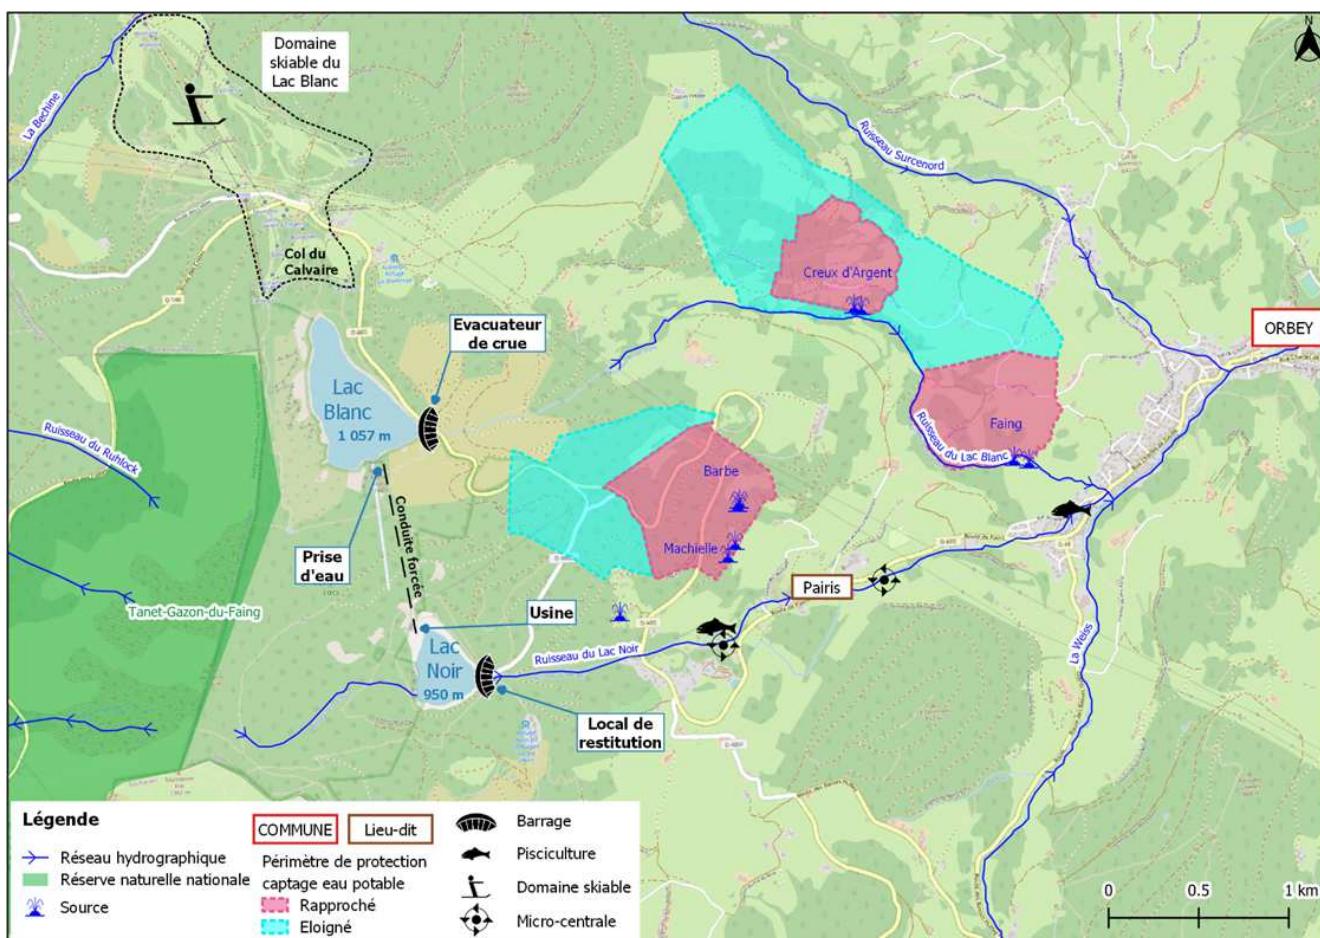 Domaine
skiable du
Lac Blanc
N
La Bechine
Ruisseau Surcenord
Col du
Calvaire
Creux d'Argent
Evacuateur
de crue
ORBEY
Lac
Blanc
1 057 m
Ruisseau du Ruhlock
Faing
Ruisseau du Lac Blanc
Barbe
Conduite forcée
Prise
d'eau
Machielle
Pairis
Tanet-Gazon-du-Faing
Usine
Lac
Noir
950 m
Ruisseau du Lac Noir
La Weiss
Local de
restitution
Légende
Réseau hydrographique
Réserve naturelle nationale
Source
COMMUNE
Lieu-dit
Périmètre de protection
captage eau potable
Rapproché
Eloigné
Barrage
Pisciculture
Domaine skiable
Micro-centrale
0 0.5 1 km